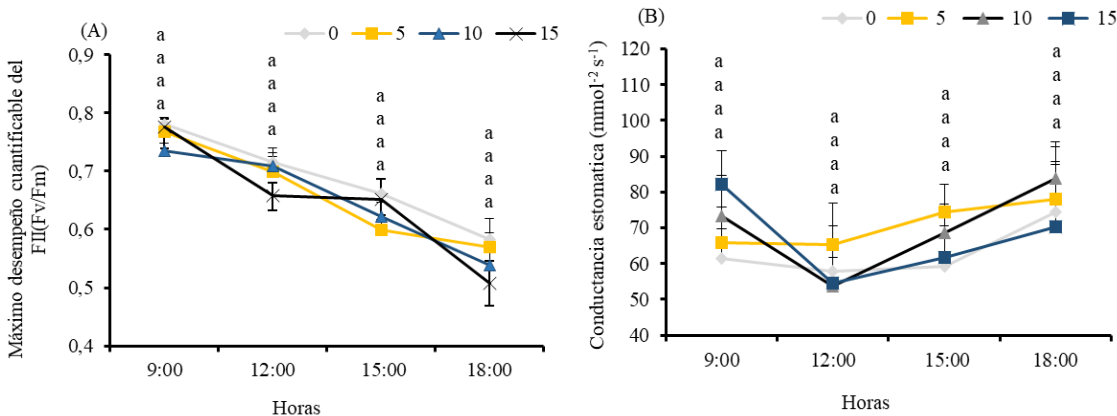 (A)
0 5 10 15
Máximo desempeño cuantificable del
FII(Fv/Fm)
0,9
0,8
0,7
0,6
0,5
0,4
a a a a
a a a a
a a a a
a a a a
9:00 12:00 15:00 18:00
Horas
(B)
0 5 10 15
Conductancia estomatica (mmol⁻² s⁻¹)
120
110
100
90
80
70
60
50
40
a a a a
a a a a
a a a a
a a a a
9:00 12:00 15:00 18:00
Horas